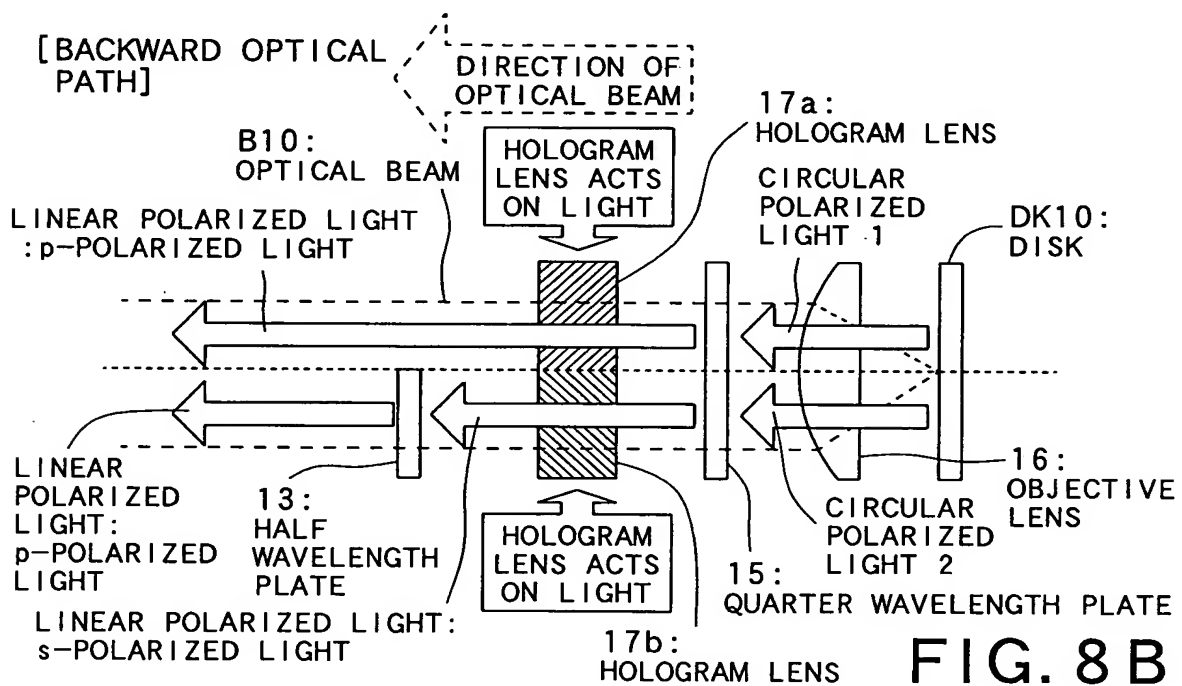 [BACKWARD OPTICAL
PATH]
DIRECTION OF
OPTICAL BEAM
17a:
HOLOGRAM LENS
B10:
OPTICAL BEAM
HOLOGRAM
LENS ACTS
ON LIGHT
CIRCULAR
POLARIZED
LIGHT 1
DK10:
DISK
LINEAR POLARIZED LIGHT
:p-POLARIZED LIGHT
LINEAR
POLARIZED
LIGHT:
p-POLARIZED
LIGHT
13:
HALF
WAVELENGTH
PLATE
HOLOGRAM
LENS ACTS
ON LIGHT
CIRCULAR
POLARIZED
LIGHT 2
16:
OBJECTIVE
LENS
15:
QUARTER WAVELENGTH PLATE
LINEAR POLARIZED LIGHT:
s-POLARIZED LIGHT
17b:
HOLOGRAM LENS
FIG. 8B